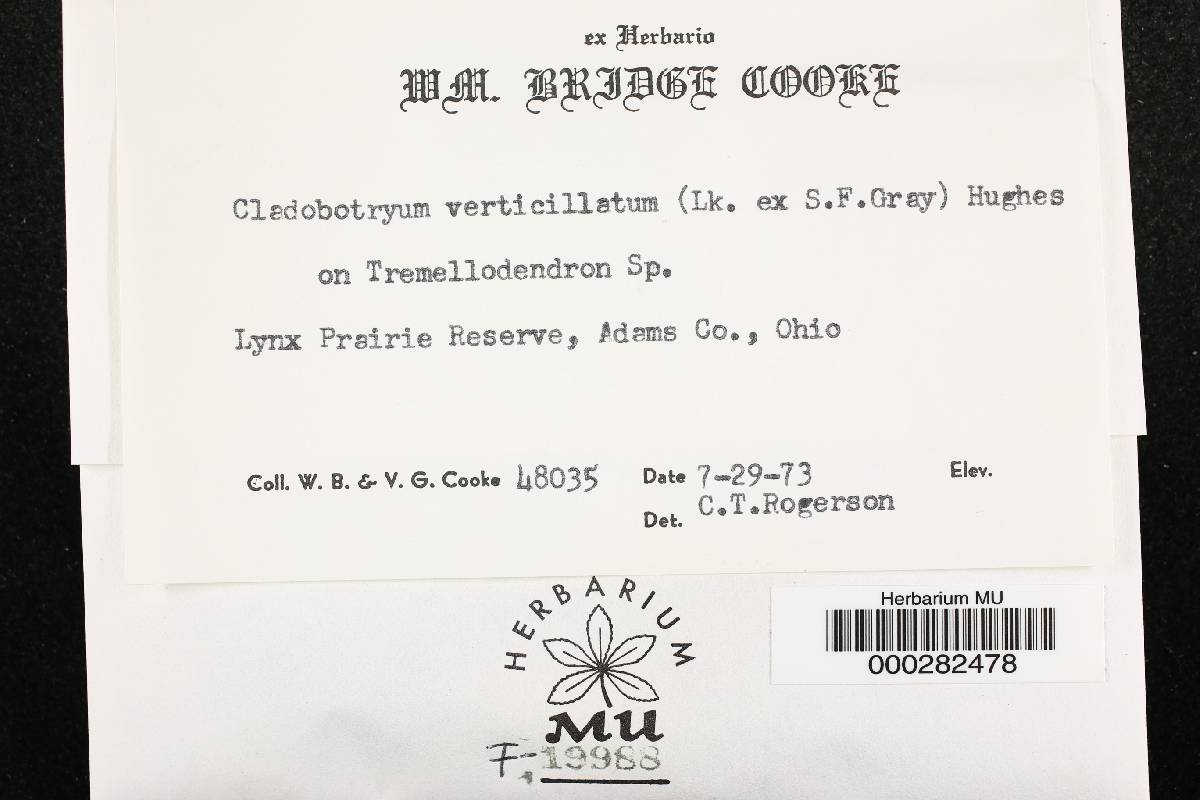 ex Herbario
WM. BRIDGE COOKE
Cladobotryum verticillatum (Lk. ex S.F.Gray) Hughes
on Tremellodendron Sp.
Lynx Prairie Reserve, Adams Co., Ohio
Coll. W. B. & V. G. Cooke 48035 Date 7-29-73 Elev.
Det. C.T.Rogerson
HERBARIUM
MU
F-19988
Herbarium MU
000282478